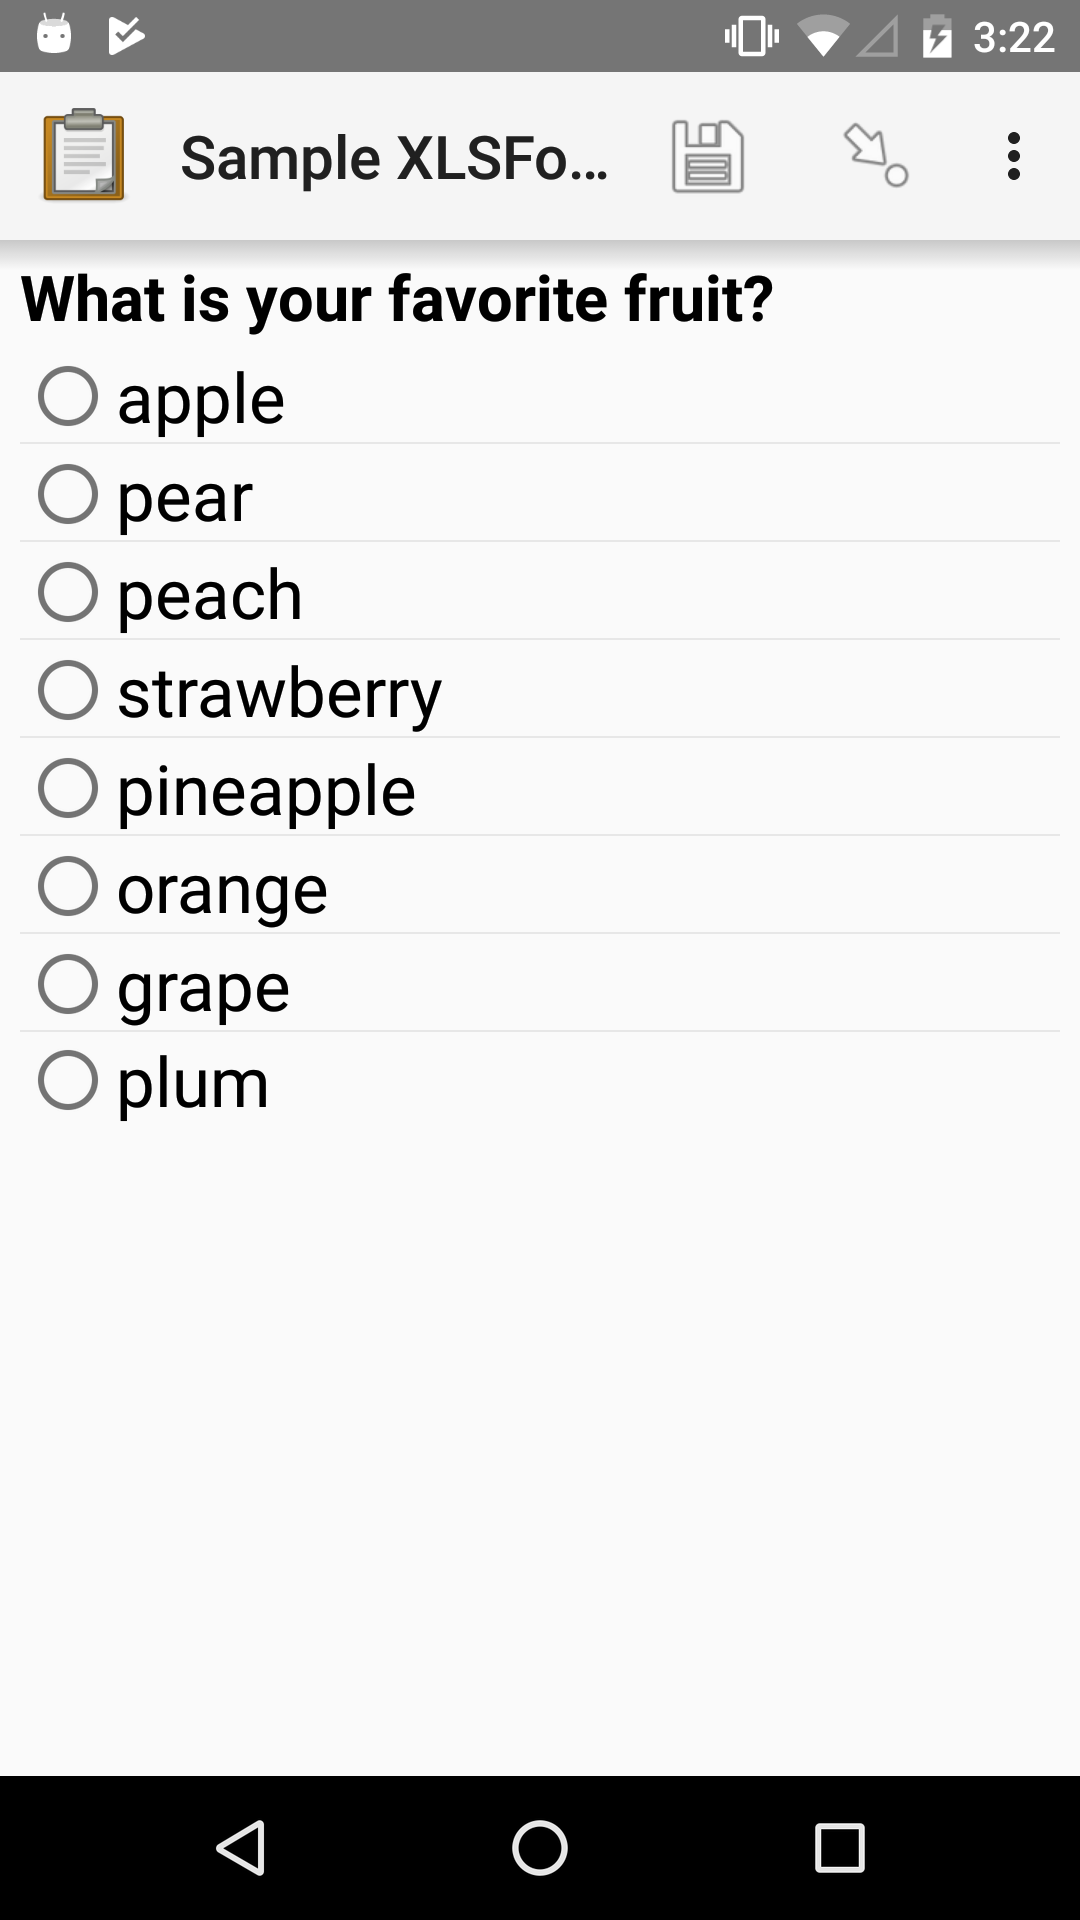 3:22
Sample XLSFo...
What is your favorite fruit?
apple
pear
peach
strawberry
pineapple
orange
grape
plum